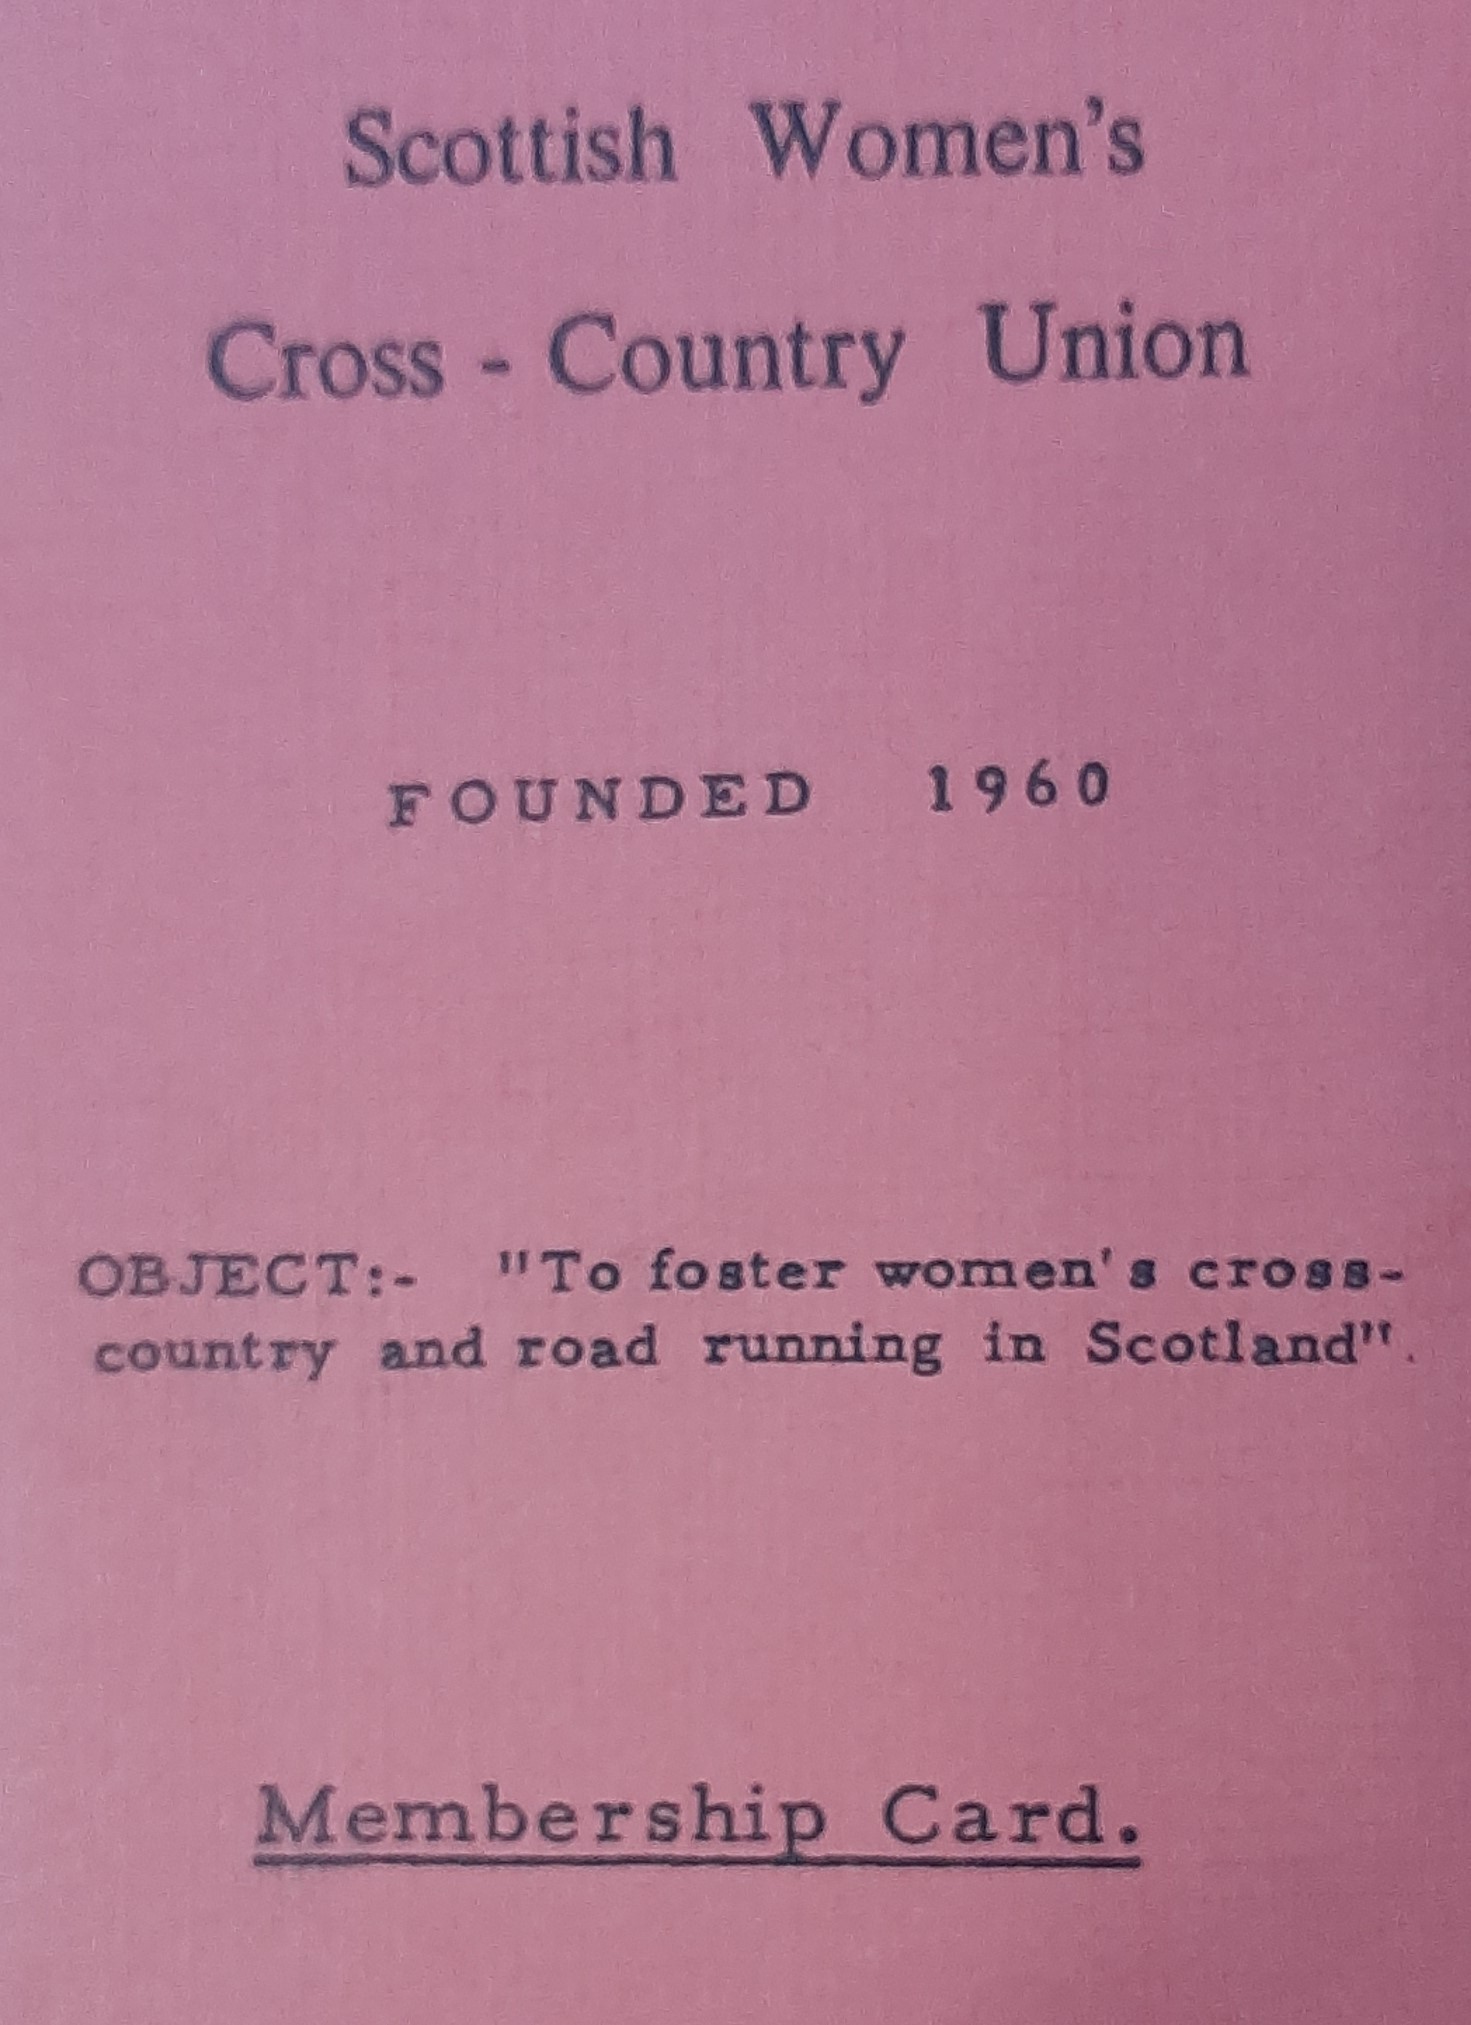 Scottish Women's
Cross - Country Union
FOUNDED 1960
OBJECT:- "To foster women's cross-
country and road running in Scotland".
Membership Card.